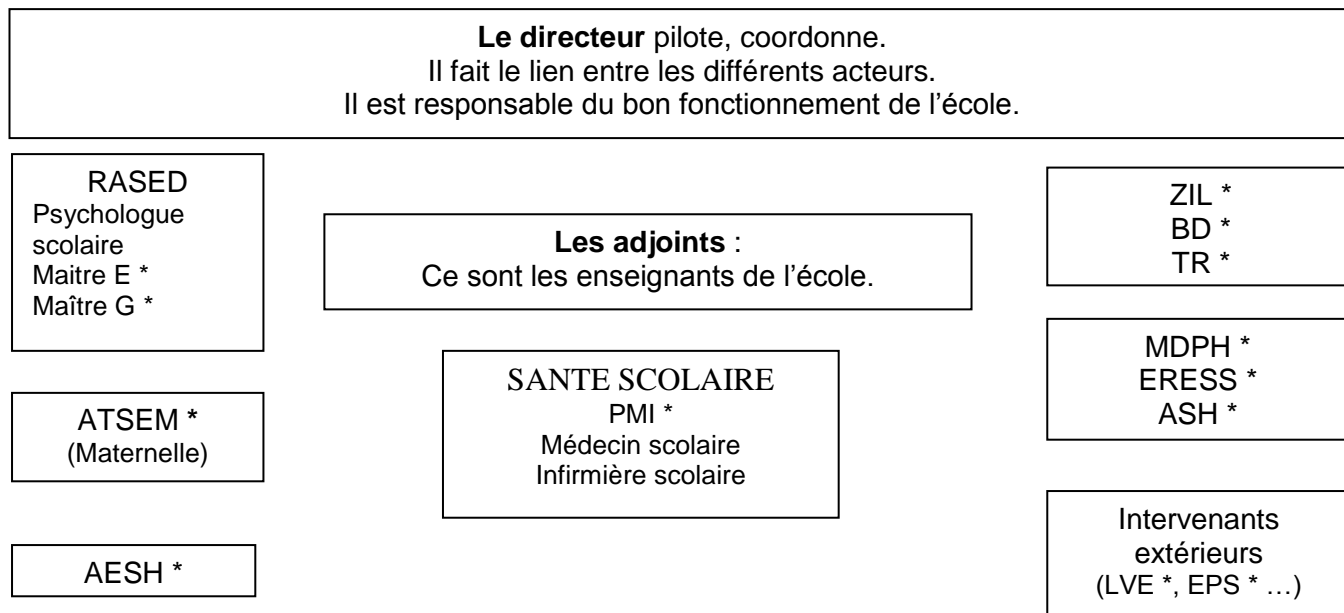 Le directeur pilote, coordonne.
Il fait le lien entre les différents acteurs.
Il est responsable du bon fonctionnement de l’école.
RASED
Psychologue
scolaire
Maitre E *
Maître G *
ATSEM *
(Maternelle)
AESH *
Les adjoints :
Ce sont les enseignants de l’école.
SANTE SCOLAIRE
PMI *
Médecin scolaire
Infirmière scolaire
ZIL *
BD *
TR *
MDPH *
ERESS *
ASH *
Intervenants
extérieurs
(LVE *, EPS * …)